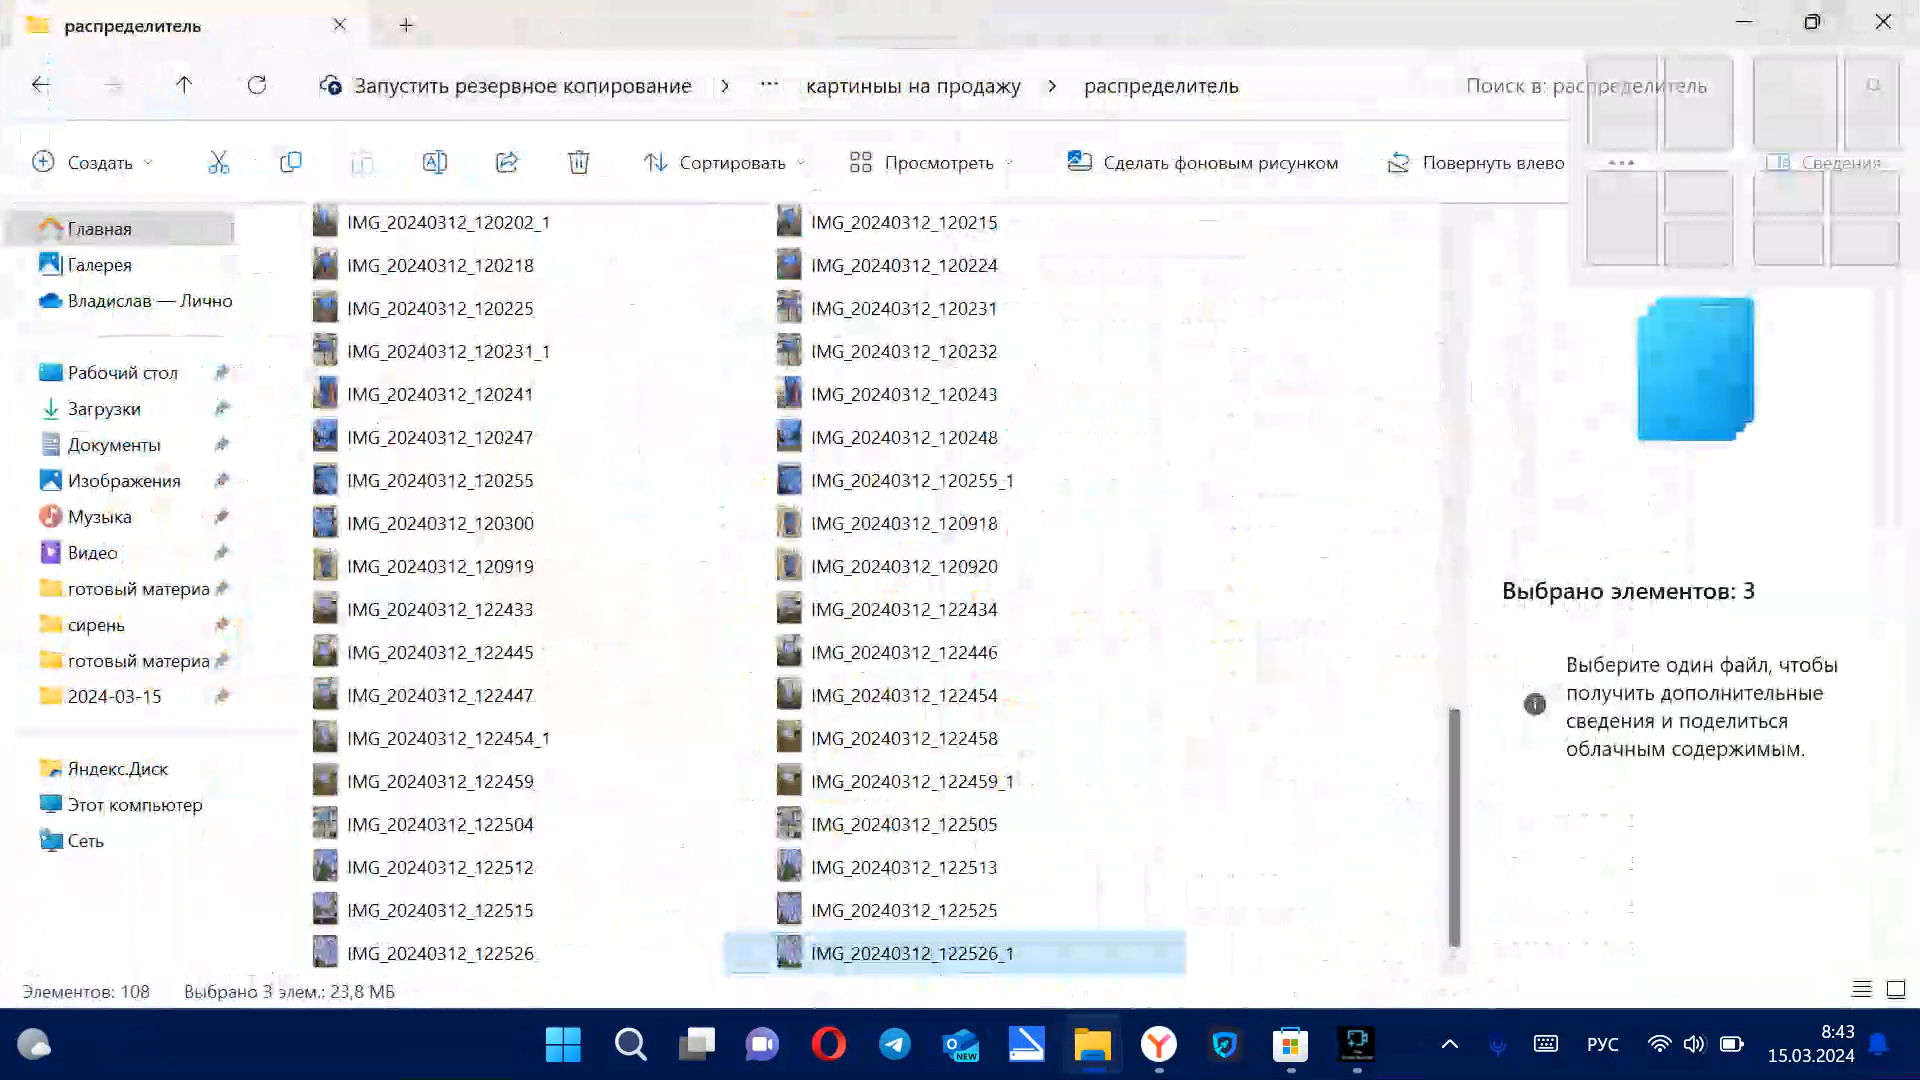 распределитель
Запустить резервное копирование
картиныы на продажу
распределитель
Поиск в: распределитель
Создать
Сортировать
Просмотреть
Сделать фоновым рисунком
Повернуть влево
Сведения
Главная
Галерея
Владислав — Лично
Рабочий стол
Загрузки
Документы
Изображения
Музыка
Видео
готовый материа
сирень
готовый материа
2024-03-15
Яндекс.Диск
Этот компьютер
Сеть
IMG_20240312_120202_1 IMG_20240312_120215
IMG_20240312_120218 IMG_20240312_120224
IMG_20240312_120225 IMG_20240312_120231
IMG_20240312_120231_1 IMG_20240312_120232
IMG_20240312_120241 IMG_20240312_120243
IMG_20240312_120247 IMG_20240312_120248
IMG_20240312_120255 IMG_20240312_120255_1
IMG_20240312_120300 IMG_20240312_120918
IMG_20240312_120919 IMG_20240312_120920
IMG_20240312_122433 IMG_20240312_122434
IMG_20240312_122445 IMG_20240312_122446
IMG_20240312_122447 IMG_20240312_122454
IMG_20240312_122454_1 IMG_20240312_122458
IMG_20240312_122459 IMG_20240312_122459_1
IMG_20240312_122504 IMG_20240312_122505
IMG_20240312_122512 IMG_20240312_122513
IMG_20240312_122515 IMG_20240312_122525
IMG_20240312_122526 IMG_20240312_122526_1
Выбрано элементов: 3
Выберите один файл, чтобы
получить дополнительные
сведения и поделиться
облачным содержимым.
Элементов: 108 Выбрано 3 элем.: 23,8 МБ
NEW
РУС
8:43
15.03.2024